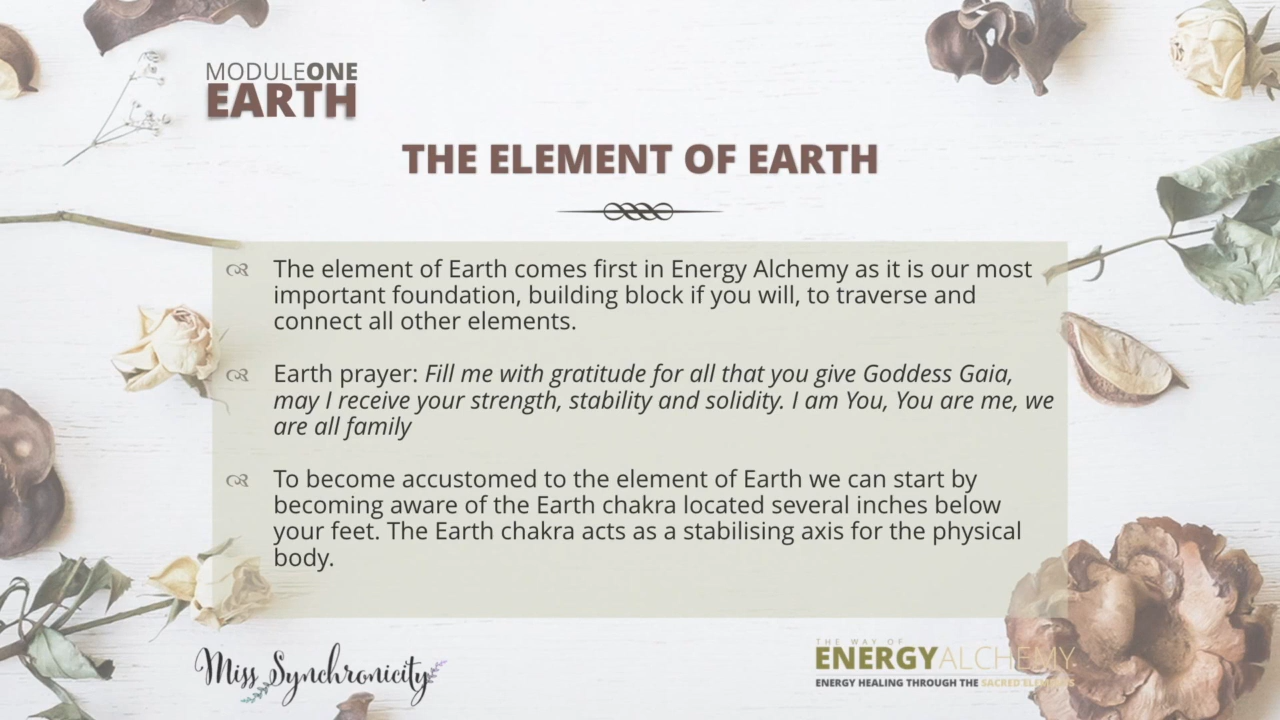 MODULEONE
EARTH
THE ELEMENT OF EARTH
The element of Earth comes first in Energy Alchemy as it is our most
important foundation, building block if you will, to traverse and
connect all other elements.
Earth prayer: Fill me with gratitude for all that you give Goddess Gaia,
may I receive your strength, stability and solidity. I am You, You are me, we
are all family
To become accustomed to the element of Earth we can start by
becoming aware of the Earth chakra located several inches below
your feet. The Earth chakra acts as a stabilising axis for the physical
body.
Miss Synchronicity
THE WAY OF
ENERGYALCHEMY
ENERGY HEALING THROUGH THE SACRED ELEMENTS